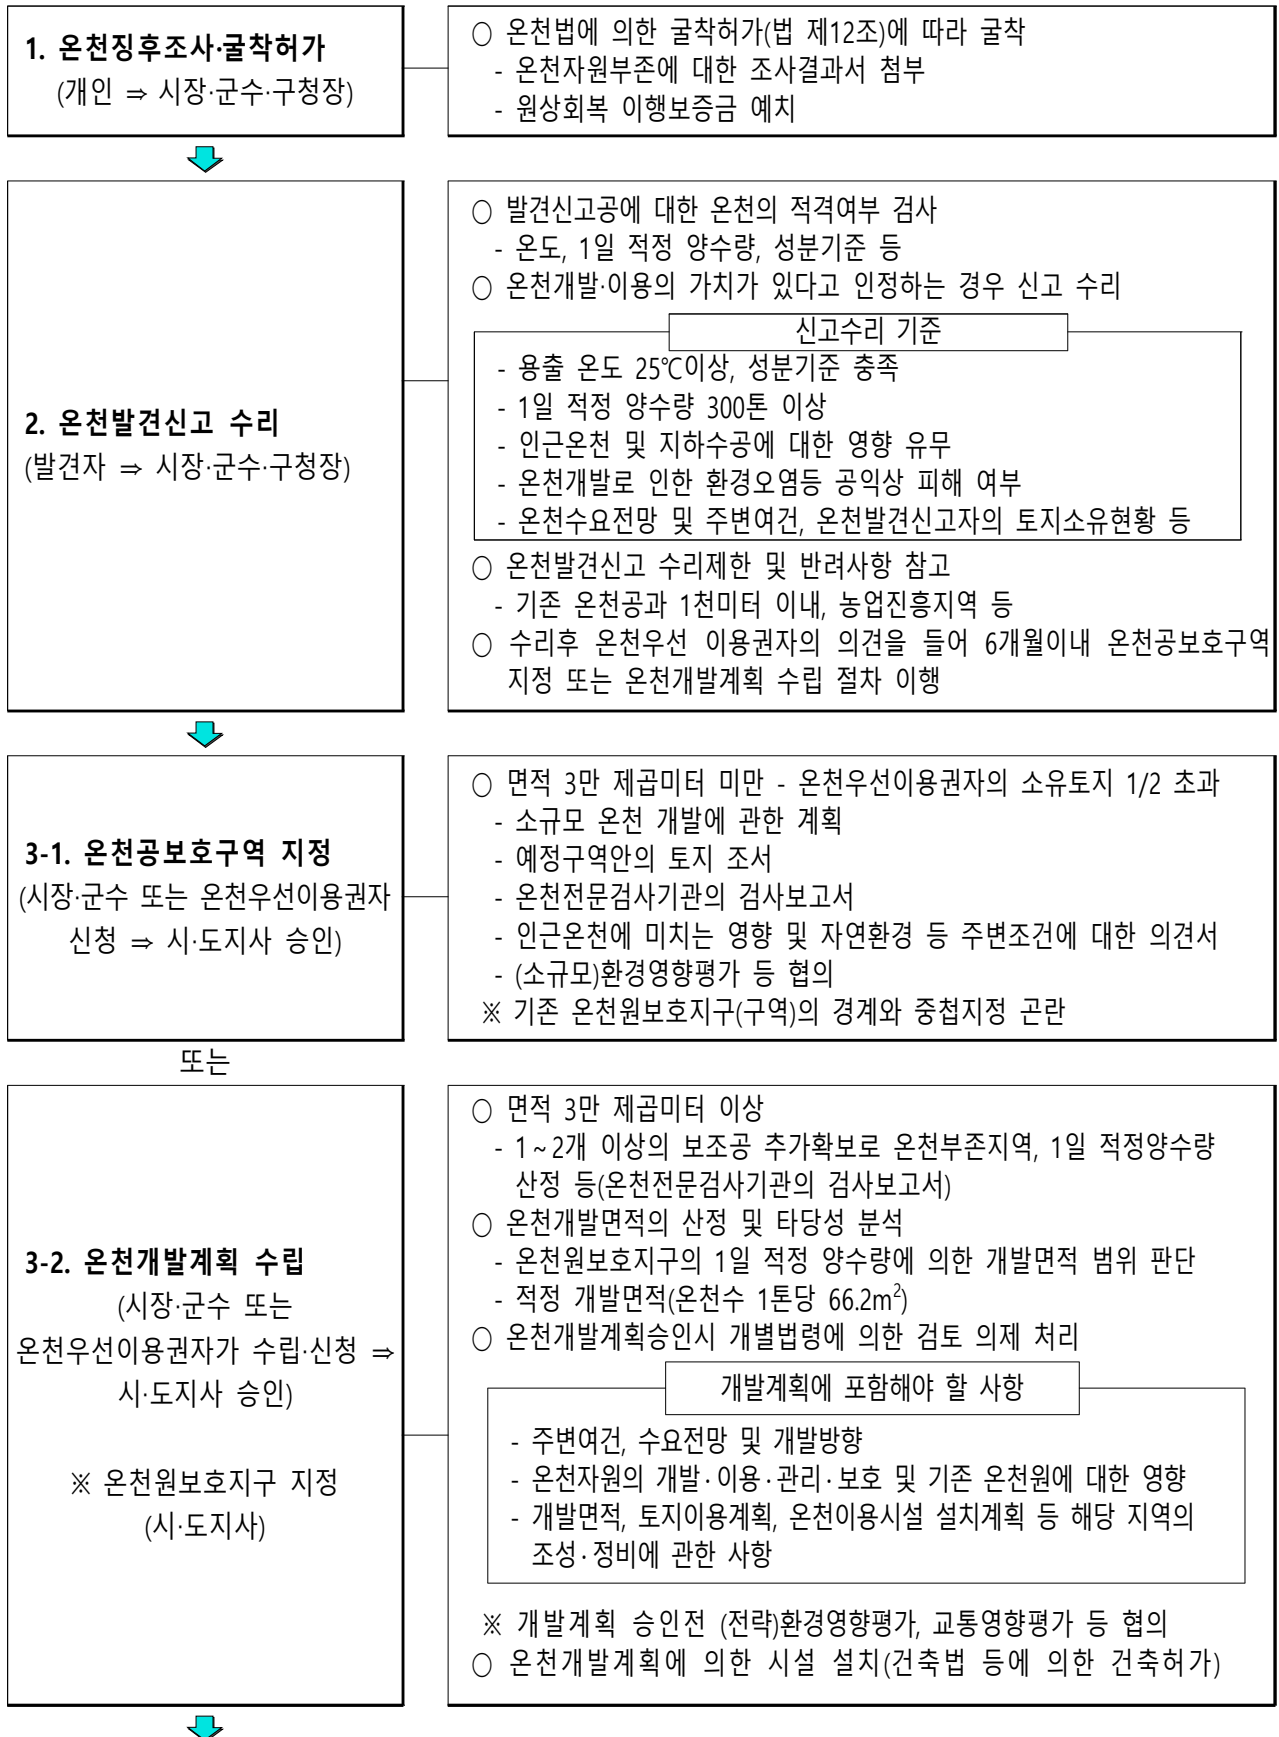 1. 온천징후조사·굴착허가
(개인 ⇒ 시장·군수·구청장)
○ 온천법에 의한 굴착허가(법 제12조)에 따라 굴착
- 온천자원부존에 대한 조사결과서 첨부
- 원상회복 이행보증금 예치
2. 온천발견신고 수리
(발견자 ⇒ 시장·군수·구청장)
○ 발견신고공에 대한 온천의 적격여부 검사
- 온도, 1일 적정 양수량, 성분기준 등
○ 온천개발·이용의 가치가 있다고 인정하는 경우 신고 수리
신고수리 기준
- 용출 온도 25℃이상, 성분기준 충족
- 1일 적정 양수량 300톤 이상
- 인근온천 및 지하수공에 대한 영향 유무
- 온천개발로 인한 환경오염등 공익상 피해 여부
- 온천수요전망 및 주변여건, 온천발견신고자의 토지소유현황 등
○ 온천발견신고 수리제한 및 반려사항 참고
- 기존 온천공과 1천미터 이내, 농업진흥지역 등
○ 수리후 온천우선 이용권자의 의견을 들어 6개월이내 온천공보호구역
지정 또는 온천개발계획 수립 절차 이행
3-1. 온천공보호구역 지정
(시장·군수 또는 온천우선이용권자
신청 ⇒ 시·도지사 승인)
○ 면적 3만 제곱미터 미만 - 온천우선이용권자의 소유토지 1/2 초과
- 소규모 온천 개발에 관한 계획
- 예정구역안의 토지 조서
- 온천전문검사기관의 검사보고서
- 인근온천에 미치는 영향 및 자연환경 등 주변조건에 대한 의견서
- (소규모)환경영향평가 등 협의
※ 기존 온천원보호지구(구역)의 경계와 중첩지정 곤란
또는
3-2. 온천개발계획 수립
(시장·군수 또는
온천우선이용권자가 수립·신청 ⇒
시·도지사 승인)
※ 온천원보호지구 지정
(시·도지사)
○ 면적 3만 제곱미터 이상
- 1~2개 이상의 보조공 추가확보로 온천부존지역, 1일 적정양수량
산정 등(온천전문검사기관의 검사보고서)
○ 온천개발면적의 산정 및 타당성 분석
- 온천원보호지구의 1일 적정 양수량에 의한 개발면적 범위 판단
- 적정 개발면적(온천수 1톤당 66.2m²)
○ 온천개발계획승인시 개별법령에 의한 검토 의제 처리
개발계획에 포함해야 할 사항
- 주변여건, 수요전망 및 개발방향
- 온천자원의 개발·이용·관리·보호 및 기존 온천원에 대한 영향
- 개발면적, 토지이용계획, 온천이용시설 설치계획 등 해당 지역의
조성·정비에 관한 사항
※ 개발계획 승인전 (전략)환경영향평가, 교통영향평가 등 협의
○ 온천개발계획에 의한 시설 설치(건축법 등에 의한 건축허가)